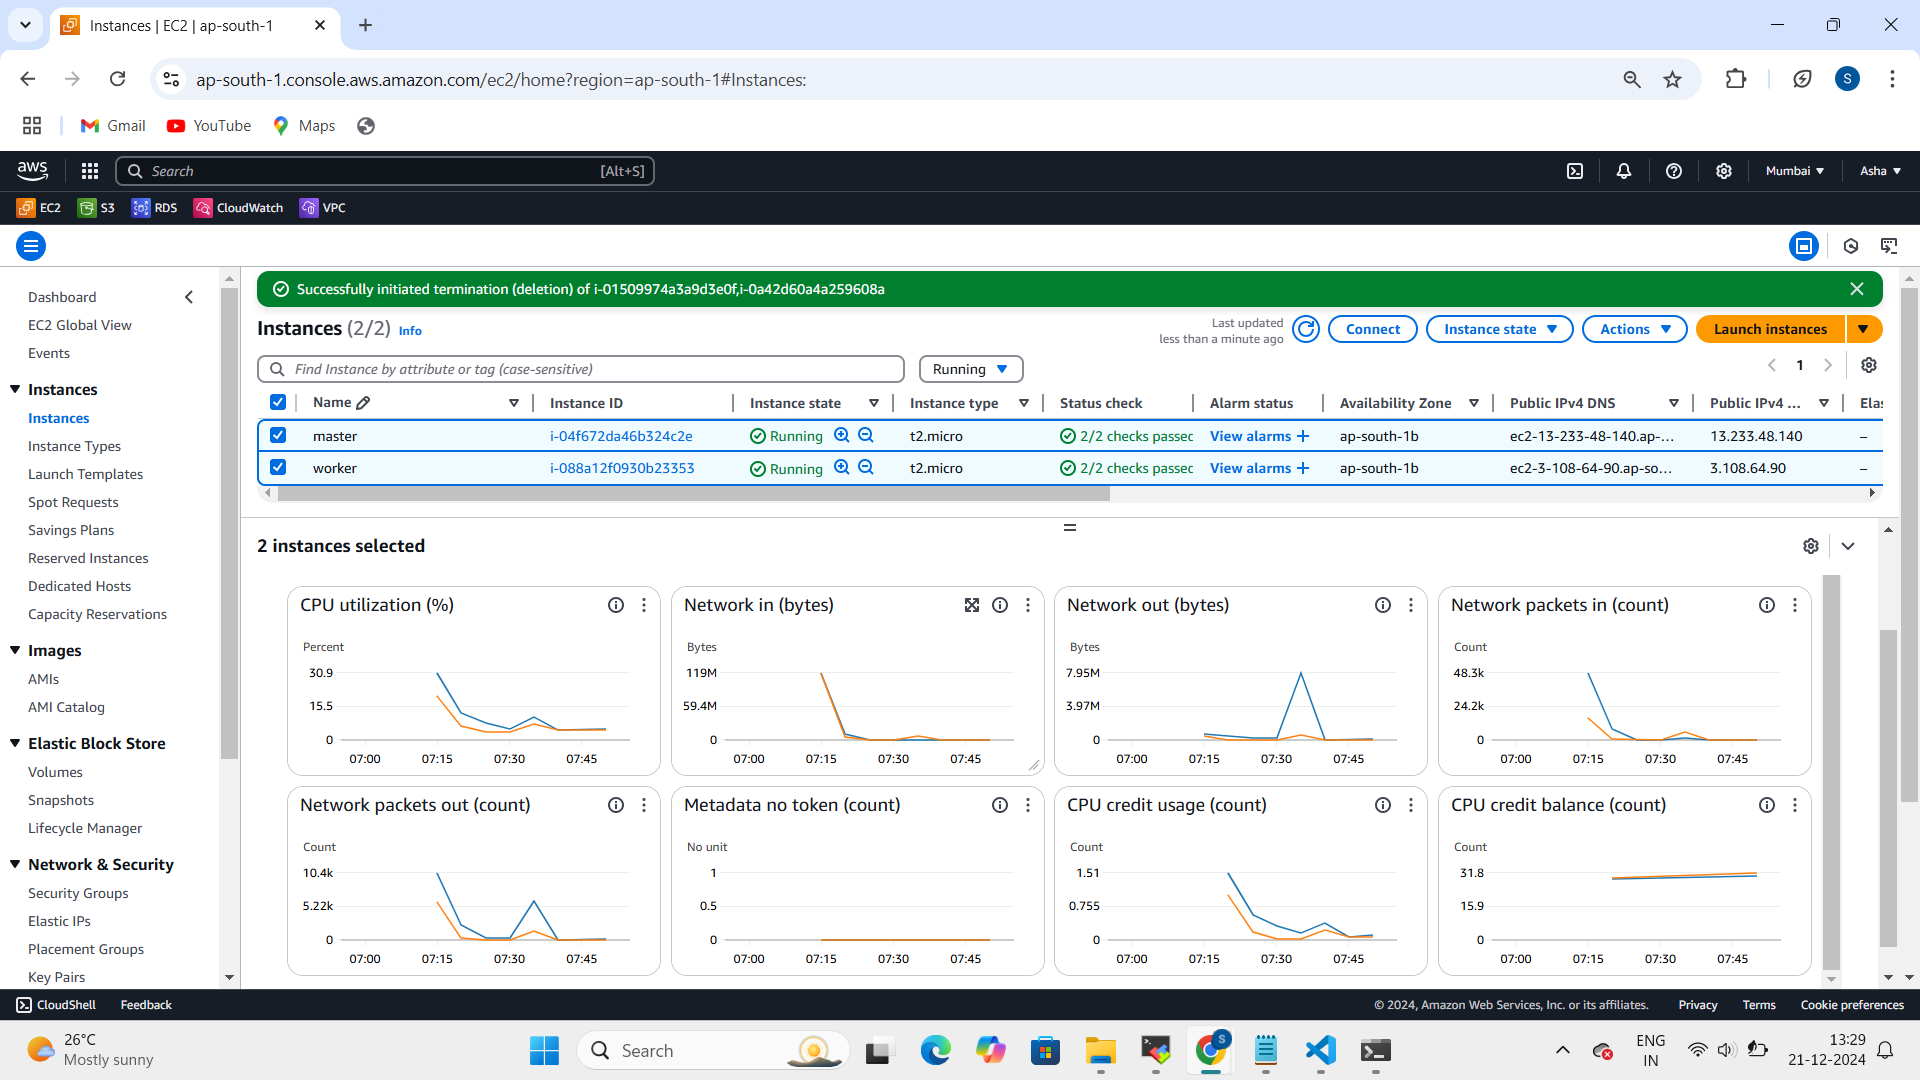 Instances | EC2 | ap-south-1
ap-south-1.console.aws.amazon.com/ec2/home?region=ap-south-1#Instances:
S
Gmail YouTube Maps
aws Search [Alt+S] Mumbai Asha
EC2 S3 RDS CloudWatch VPC
Dashboard
EC2 Global View
Events
Instances
Instances
Instance Types
Launch Templates
Spot Requests
Savings Plans
Reserved Instances
Dedicated Hosts
Capacity Reservations
Images
AMIs
AMI Catalog
Elastic Block Store
Volumes
Snapshots
Lifecycle Manager
Network & Security
Security Groups
Elastic IPs
Placement Groups
Key Pairs
Successfully initiated termination (deletion) of i-01509974a3a9d3e0f,i-0a42d60a4a259608a
Instances (2/2) Info
Last updated
less than a minute ago
Connect Instance state Actions Launch instances
Find Instance by attribute or tag (case-sensitive) Running 1
Name Instance ID Instance state Instance type Status check Alarm status Availability Zone Public IPv4 DNS Public IPv4 ... Elas
master i-04f672da46b324c2e Running t2.micro 2/2 checks passec View alarms + ap-south-1b ec2-13-233-48-140.ap-... 13.233.48.140 –
worker i-088a12f0930b23353 Running t2.micro 2/2 checks passec View alarms + ap-south-1b ec2-3-108-64-90.ap-so... 3.108.64.90 –
2 instances selected
CPU utilization (%)
Percent
30.9
15.5
0
07:00 07:15 07:30 07:45
Network in (bytes)
Bytes
119M
59.4M
0
07:00 07:15 07:30 07:45
Network out (bytes)
Bytes
7.95M
3.97M
0
07:00 07:15 07:30 07:45
Network packets in (count)
Count
48.3k
24.2k
0
07:00 07:15 07:30 07:45
Network packets out (count)
Count
10.4k
5.22k
0
07:00 07:15 07:30 07:45
Metadata no token (count)
No unit
1
0.5
0
07:00 07:15 07:30 07:45
CPU credit usage (count)
Count
1.51
0.755
0
07:00 07:15 07:30 07:45
CPU credit balance (count)
Count
31.8
15.9
0
07:00 07:15 07:30 07:45
CloudShell Feedback © 2024, Amazon Web Services, Inc. or its affiliates. Privacy Terms Cookie preferences
26°C
Mostly sunny
Search
S
ENG
IN
13:29
21-12-2024